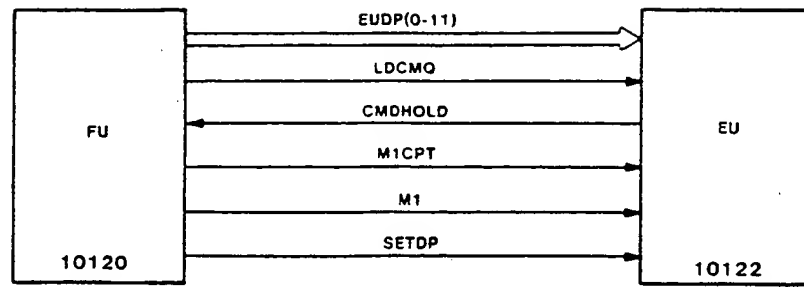 EUDP(0-11)
LDCMQ
CMDHOLD
FU
EU
M1CPT
M1
SETDP
10120
10122